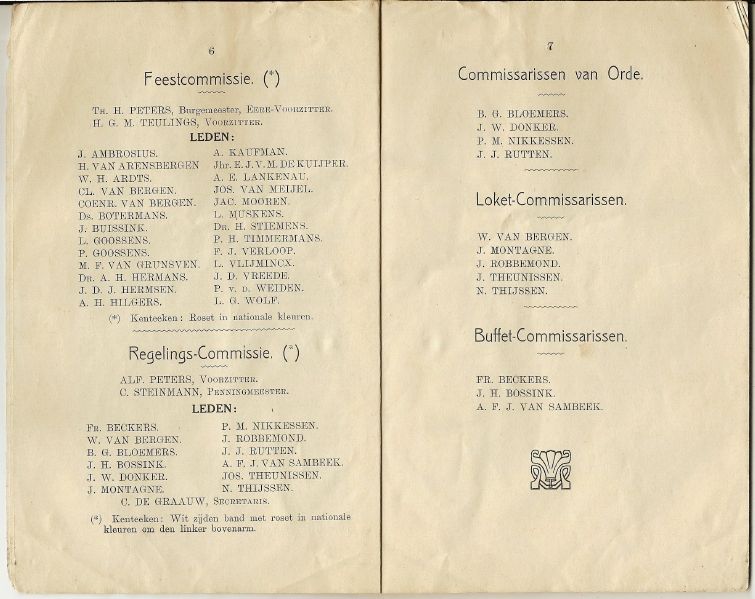 6
Feestcommissie. (*)
TH. H. PETERS, Burgemeester, EERE-VOORZITTER.
H. G. M. TEULINGS, VOORZITTER.
LEDEN:
J. AMBROSIUS.
H. VAN ARENSBERGEN
W. H. ARDTS.
CL. VAN BERGEN.
COENR. VAN BERGEN.
DS. BOTERMANS.
J. BUISSINK.
L. GOOSSENS.
P. GOOSSENS.
M. F. VAN GRUNSVEN.
DR. A. H. HERMANS.
J. D. J. HERMSEN.
A. H. HILGERS.
A. KAUFMAN.
Jhr. E. J. V. M. DE KUIJPER.
A. E. LANKENAU.
JOS. VAN MEIJEL.
JAC. MOOREN.
L. MUSKENS.
DR. H. STIEMENS.
P. H. TIMMERMANS.
F. J. VERLOOP.
L. VLIJMINCX.
J. D. VREEDE.
P. V. D. WEIDEN.
L. G. WOLF.
(*) Kenteeken: Roset in nationale kleuren.
Regelings-Commissie. (*)
ALF. PETERS, VOORZITTER.
C. STEINMANN, PENNINGMEESTER.
LEDEN:
FR. BECKERS.
W. VAN BERGEN.
B. G. BLOEMERS.
J. H. BOSSINK.
J. W. DONKER.
J. MONTAGNE.
P. M. NIKKESSEN.
J. ROBBEMOND.
J. J. RUTTEN.
A. F. J. VAN SAMBEEK.
JOS. THEUNISSEN.
N. THIJSSEN.
C. DE GRAAUW, SECRETARIS.
(*) Kenteeken: Wit zijden band met roset in nationale
kleuren om den linker bovenarm.
7
Commissarissen van Orde.
B. G. BLOEMERS.
J. W. DONKER.
P. M. NIKKESSEN.
J. J. RUTTEN.
Loket-Commissarissen.
W. VAN BERGEN.
J. MONTAGNE.
J. ROBBEMOND.
J. THEUNISSEN.
N. THIJSSEN.
Buffet-Commissarissen.
FR. BECKERS.
J. H. BOSSINK.
A. F. J. VAN SAMBEEK.